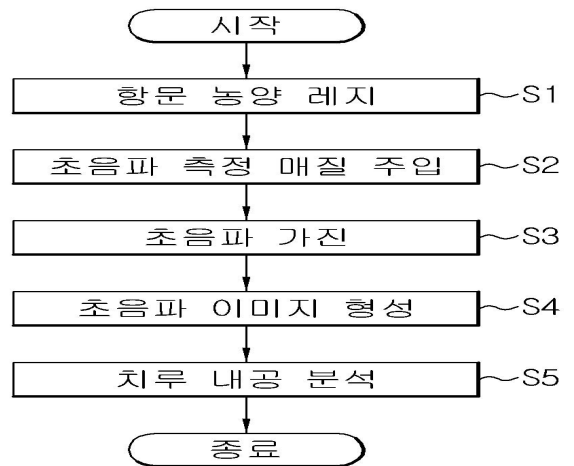 시작
항문 농양 레지 S1
초음파 측정 매질 주입 S2
초음파 가진 S3
초음파 이미지 형성 S4
치루 내공 분석 S5
종료